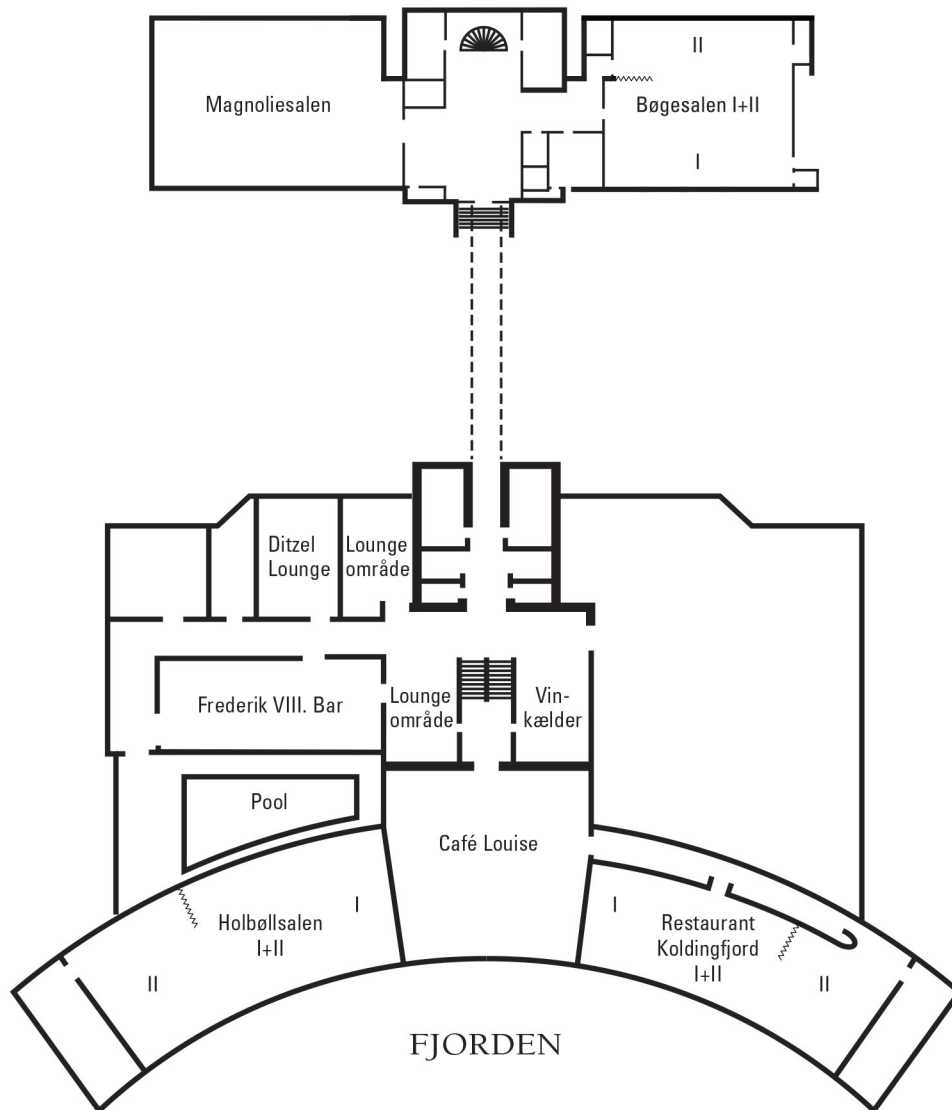 II
Magnoliesalen
Bøgesalen I+II
I
Ditzel
Lounge
Lounge
område
Frederik VIII. Bar
Lounge
område
Vin-
kælder
Pool
Café Louise
I
Holbøllsalen
I+II
II
I
Restaurant
Koldingfjord
I+II
II
FJORDEN